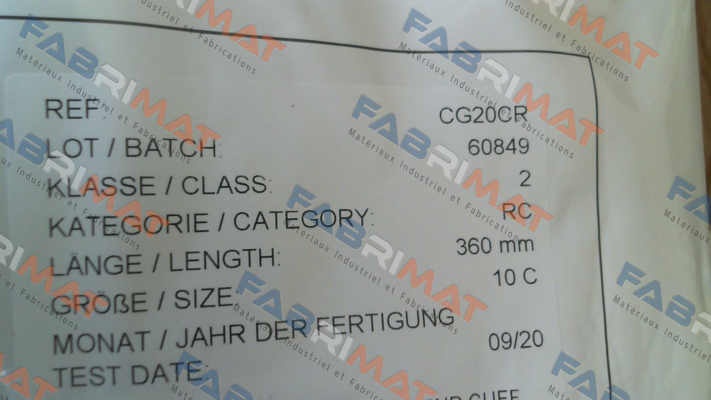 REF: CG20CR
LOT / BATCH: 60849
KLASSE / CLASS: 2
KATEGORIE / CATEGORY: RC
LÄNGE / LENGTH: 360 mm
GRÖßE / SIZE: 10 C
MONAT / JAHR DER FERTIGUNG
TEST DATE: 09/20
CUFF
FABRIMAT
Materiaux Industriel et Fabrications